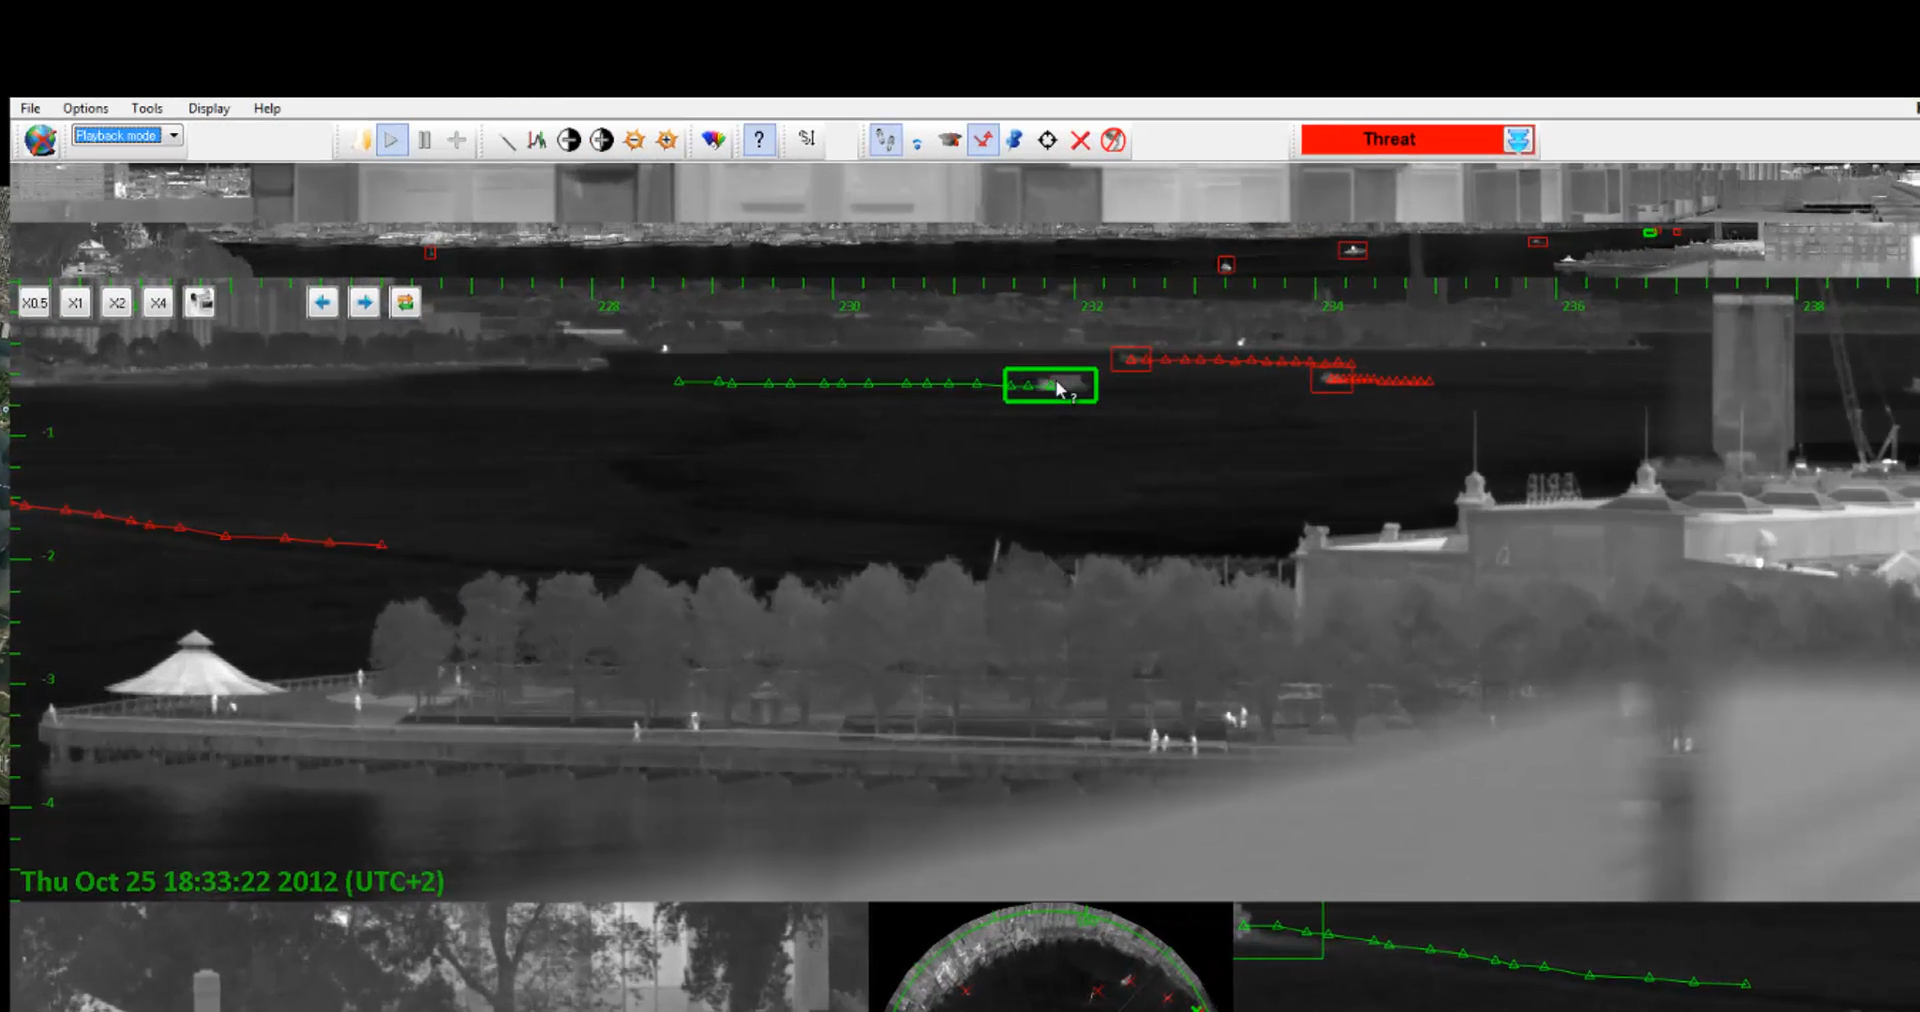 File Options Tools Display Help
Playback mode
?
Threat
X0.5 X1 X2 X4
228 230 232 234 236 238
?
-1
-2
-3
-4
Thu Oct 25 18:33:22 2012 (UTC+2)